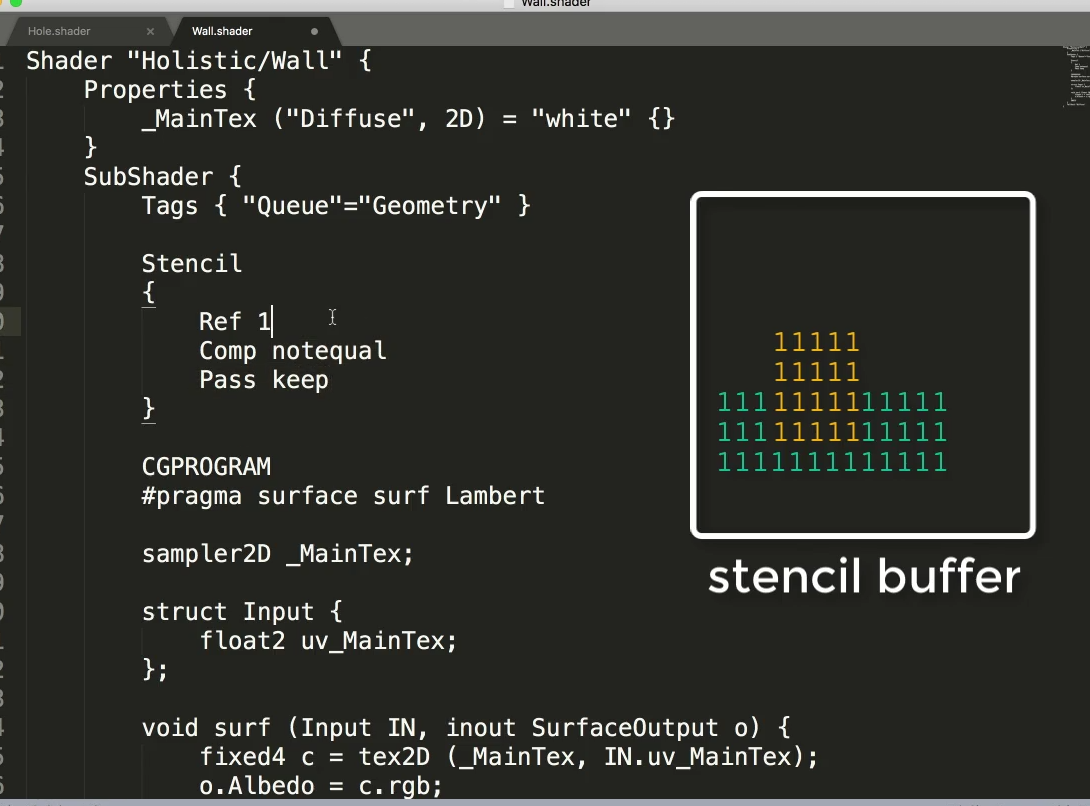 Wall.shader
Hole.shader
Wall.shader
Shader "Holistic/Wall" {
Properties {
_MainTex ("Diffuse", 2D) = "white" {}
}
SubShader {
Tags { "Queue"="Geometry" }
Stencil
{
Ref 1
Comp notequal
Pass keep
}
CGPROGRAM
#pragma surface surf Lambert
sampler2D _MainTex;
struct Input {
float2 uv_MainTex;
};
void surf (Input IN, inout SurfaceOutput o) {
fixed4 c = tex2D (_MainTex, IN.uv_MainTex);
o.Albedo = c.rgb;
11111
11111
1111111111111
1111111111111
1111111111111
stencil buffer